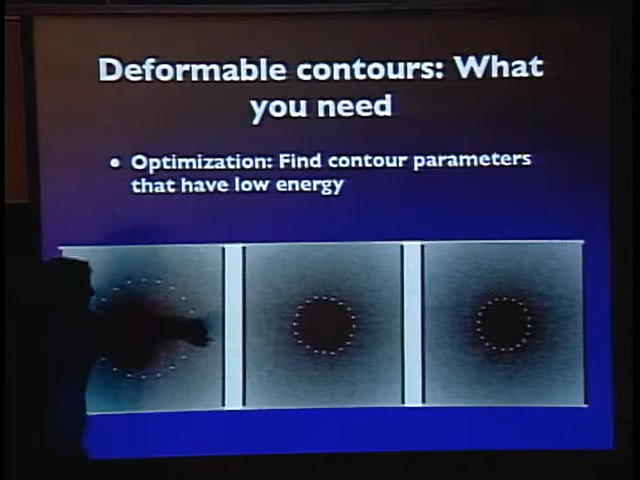 Deformable contours: What
you need
• Optimization: Find contour parameters
that have low energy